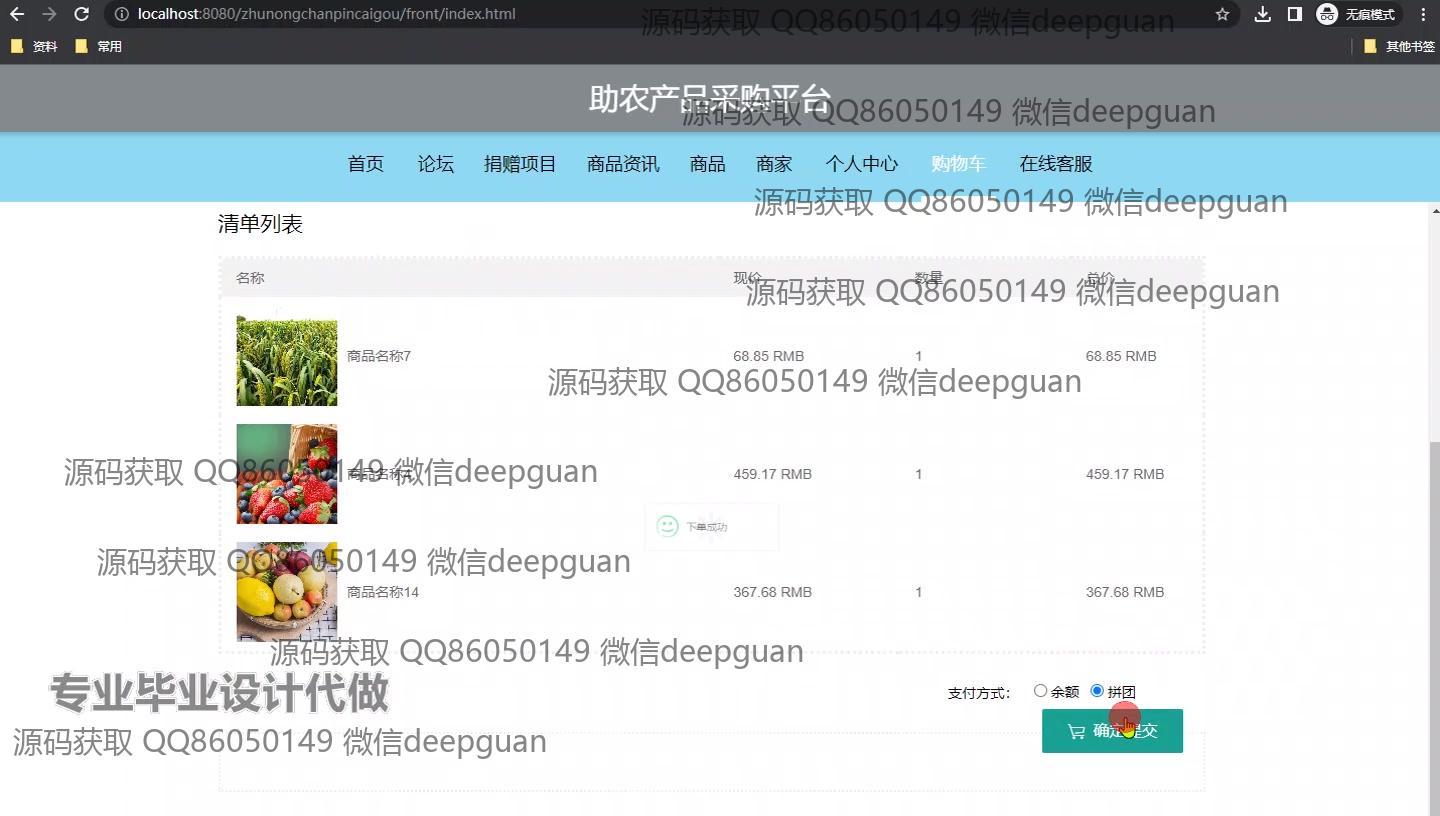 localhost:8080/zhunongchanpincaigou/front/index.html
无痕模式
源码获取 QQ86050149 微信deepguan
资料 常用 其他书签
助农产品采购平台
源码获取 QQ86050149 微信deepguan
首页 论坛 捐赠项目 商品资讯 商品 商家 个人中心 购物车 在线客服
源码获取 QQ86050149 微信deepguan
清单列表
名称 现价 数量 总价
源码获取 QQ86050149 微信deepguan
商品名称7 68.85 RMB 1 68.85 RMB
源码获取 QQ86050149 微信deepguan
源码获取 QQ86050149 微信deepguan
商品名称 459.17 RMB 1 459.17 RMB
下单成功
源码获取 QQ86050149 微信deepguan
商品名称14 367.68 RMB 1 367.68 RMB
源码获取 QQ86050149 微信deepguan
专业毕业设计代做
支付方式： 余额 拼团
确定提交
源码获取 QQ86050149 微信deepguan